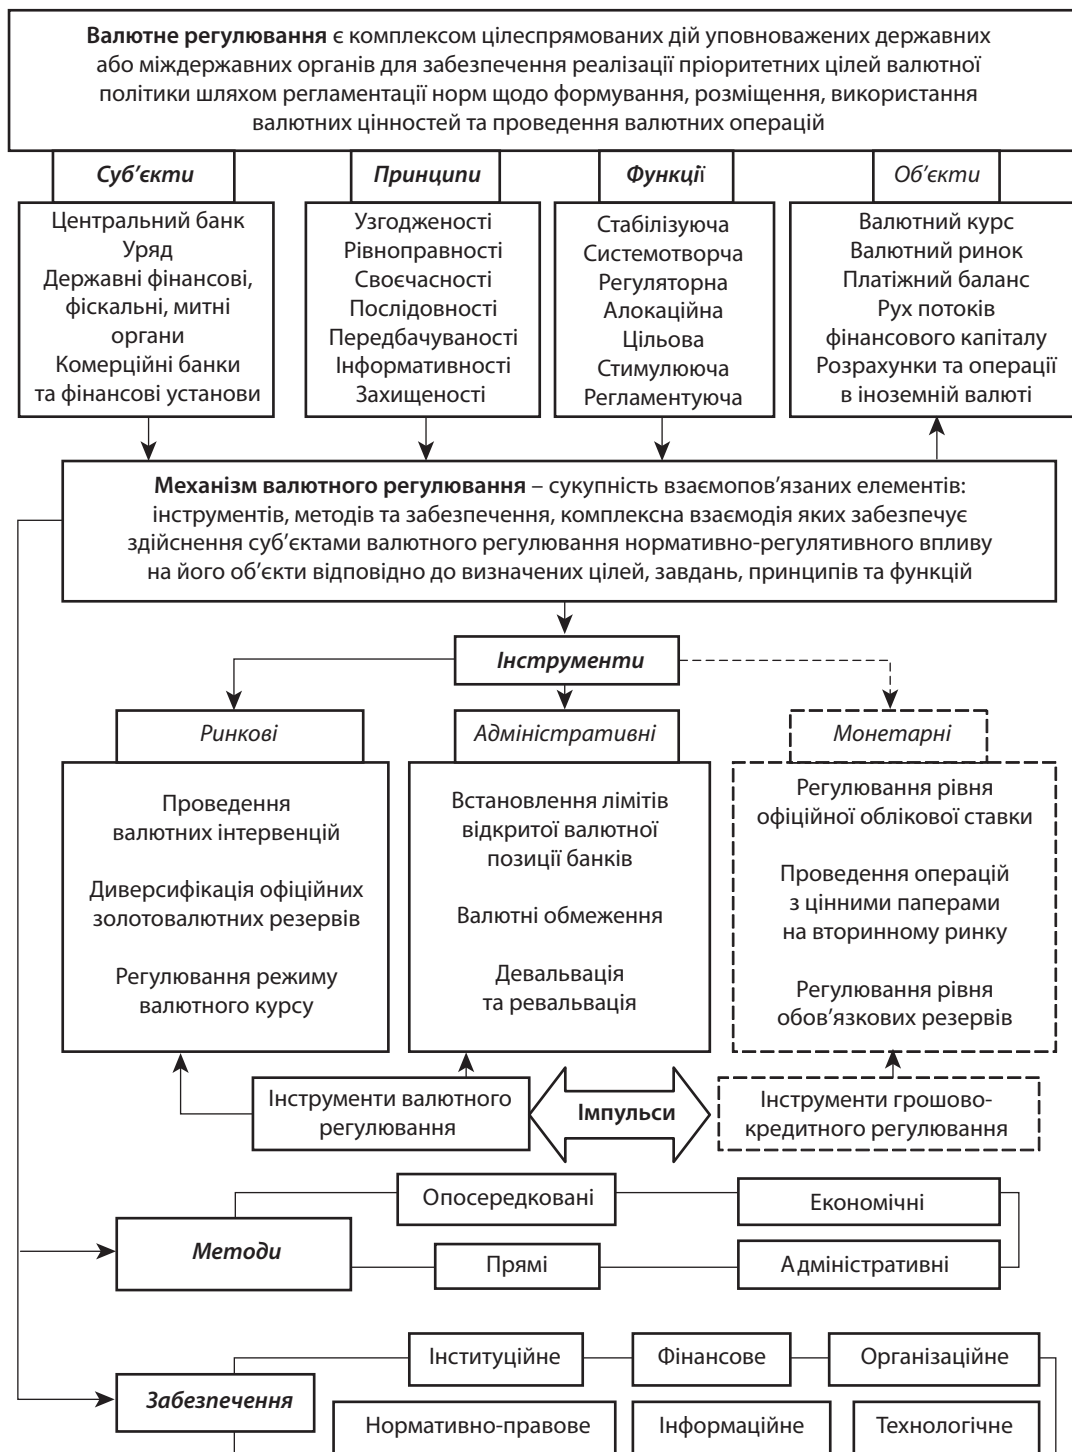 Валютне регулювання є комплексом цілеспрямованих дій уповноважених державних
або міждержавних органів для забезпечення реалізації пріоритетних цілей валютної
політики шляхом регламентації норм щодо формування, розміщення, використання
валютних цінностей та проведення валютних операцій
Суб’єкти
Центральний банк
Уряд
Державні фінансові,
фіскальні, митні
органи
Комерційні банки
та фінансові установи
Принципи
Узгодженості
Рівноправності
Своєчасності
Послідовності
Передбачуваності
Інформативності
Захищеності
Функції
Стабілізуюча
Системотворча
Регуляторна
Алокаційна
Цільова
Стимулююча
Регламентуюча
Об’єкти
Валютний курс
Валютний ринок
Платіжний баланс
Рух потоків
фінансового капіталу
Розрахунки та операції
в іноземній валюті
Механізм валютного регулювання – сукупність взаємопов’язаних елементів:
інструментів, методів та забезпечення, комплексна взаємодія яких забезпечує
здійснення суб’єктами валютного регулювання нормативно-регулятивного впливу
на його об’єкти відповідно до визначених цілей, завдань, принципів та функцій
Інструменти
Ринкові
Проведення
валютних інтервенцій
Диверсифікація офіційних
золотовалютних резервів
Регулювання режиму
валютного курсу
Адміністративні
Встановлення лімітів
відкритої валютної
позиції банків
Валютні обмеження
Девальвація
та ревальвація
Монетарні
Регулювання рівня
офіційної облікової ставки
Проведення операцій
з цінними паперами
на вторинному ринку
Регулювання рівня
обов’язкових резервів
Інструменти валютного
регулювання
Імпульси
Інструменти грошово-
кредитного регулювання
Методи
Опосередковані
Економічні
Прямі
Адміністративні
Забезпечення
Інституційне
Фінансове
Організаційне
Нормативно-правове
Інформаційне
Технологічне